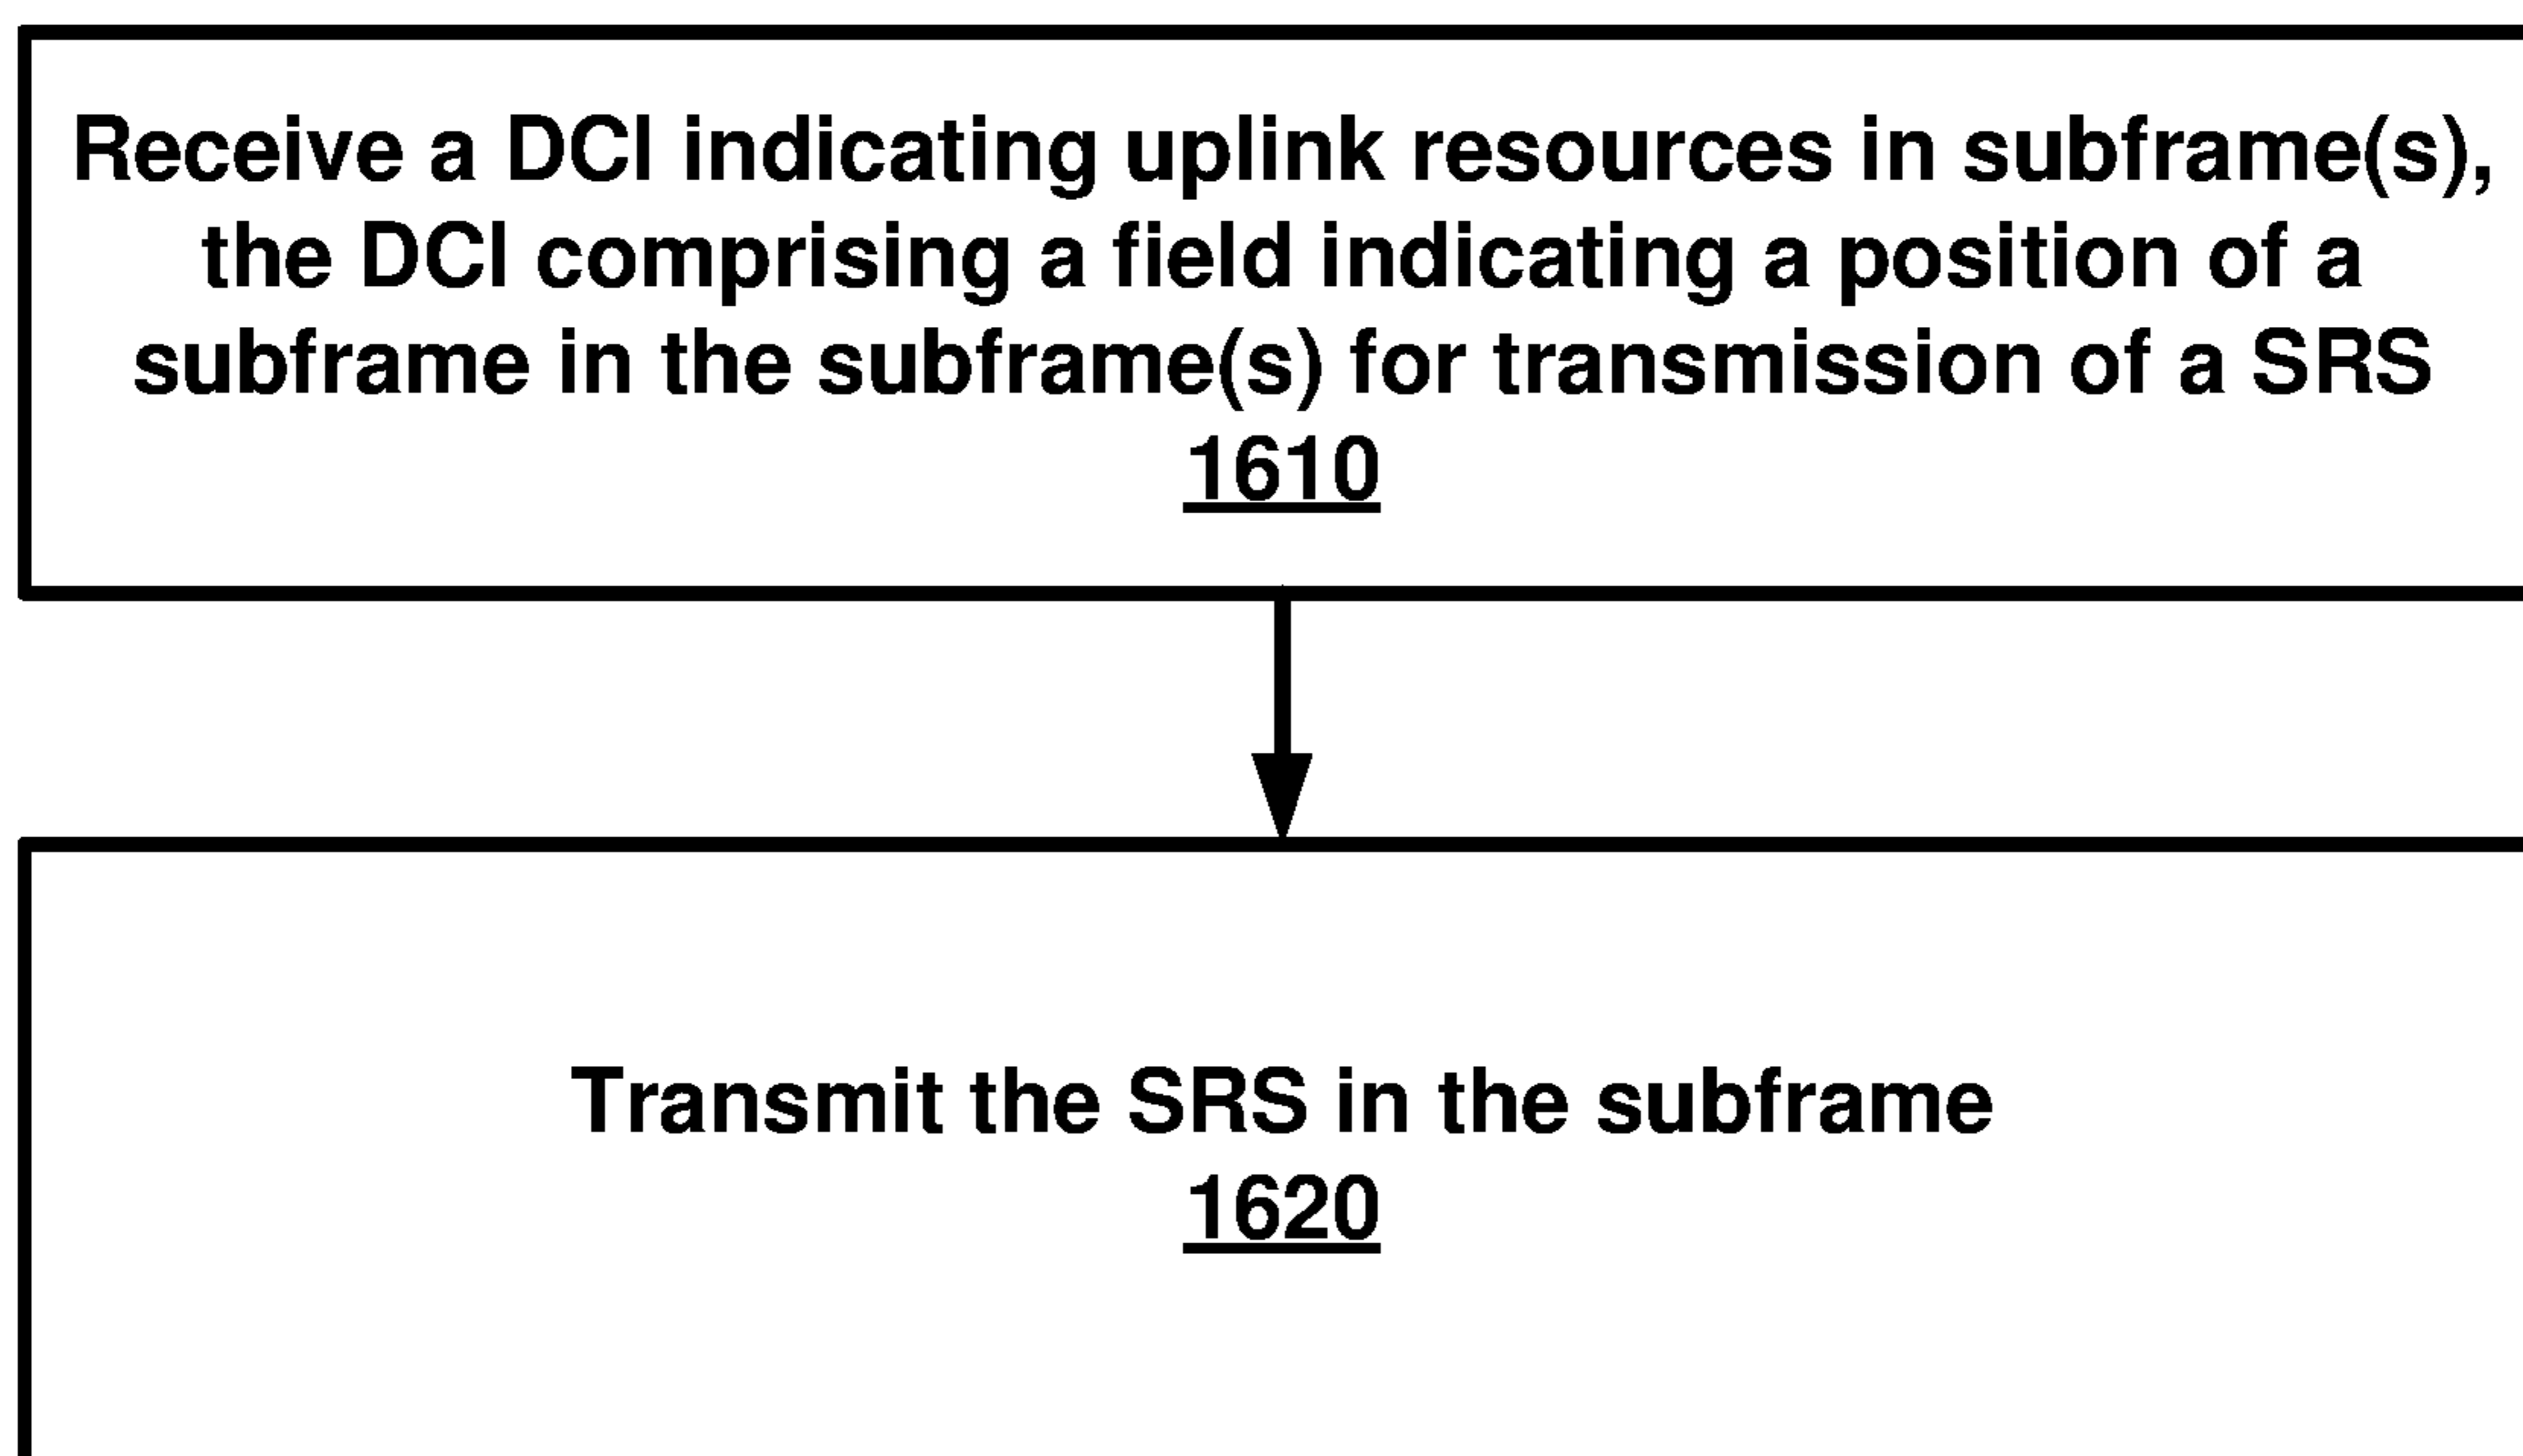 Receive a DCI indicating uplink resources in subframe(s),
the DCI comprising a field indicating a position of a
subframe in the subframe(s) for transmission of a SRS
1610
Transmit the SRS in the subframe
1620